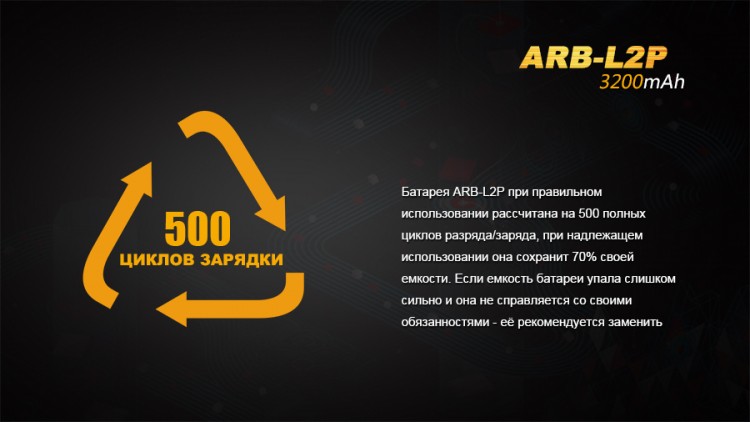 ARB-L2P
3200mAh
500
ЦИКЛОВ ЗАРЯДКИ
Батарея ARB-L2P при правильном
использовании рассчитана на 500 полных
циклов разряда/заряда, при надлежащем
использовании она сохранит 70% своей
емкости. Если емкость батареи упала слишком
сильно и она не справляется со своими
обязанностями - её рекомендуется заменить